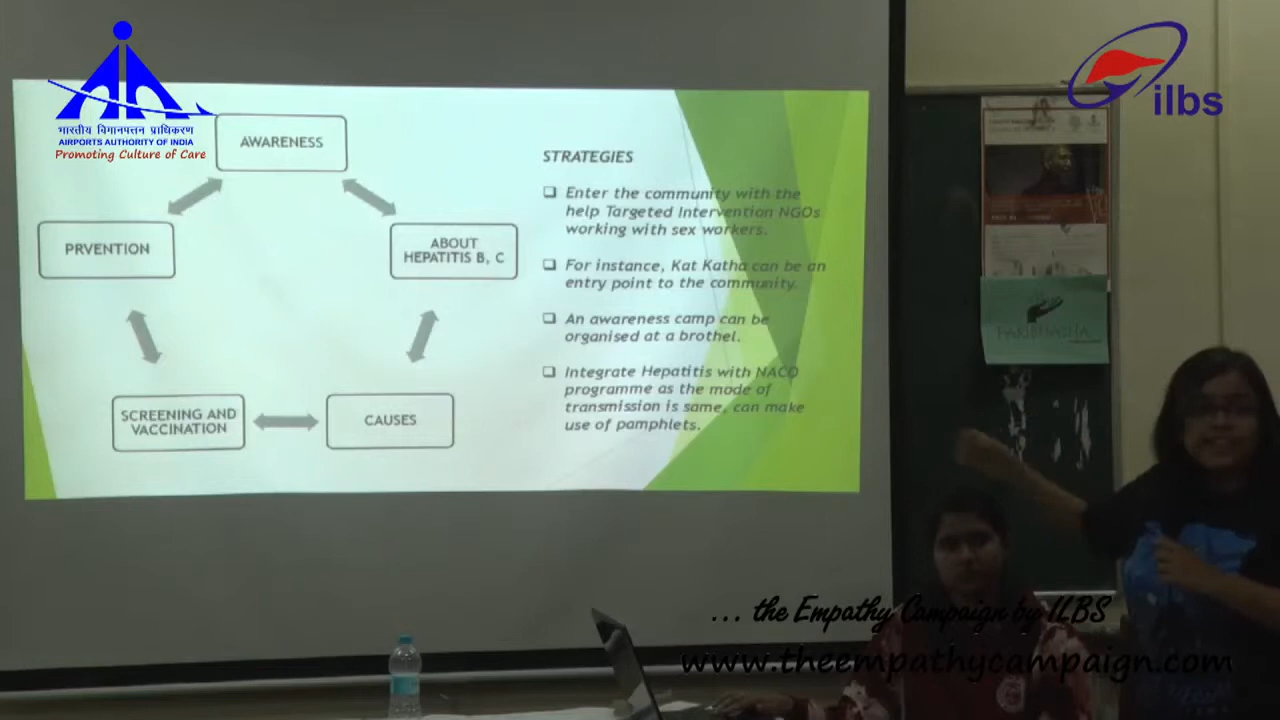 भारतीय विमानपत्तन प्राधिकरण
AIRPORTS AUTHORITY OF INDIA
Promoting Culture of Care
ilbs
AWARENESS
PRVENTION
ABOUT
HEPATITIS B, C
SCREENING AND
VACCINATION
CAUSES
STRATEGIES
❑ Enter the community with the
help Targeted Intervention NGOs
working with sex workers.
❑ For instance, Kat Katha can be an
entry point to the community.
❑ An awareness camp can be
organised at a brothel.
❑ Integrate Hepatitis with NACO
programme as the mode of
transmission is same, can make
use of pamphlets.
PARIBHASHA
... the Empathy Campaign by ILBS
www.theempathycampaign.com